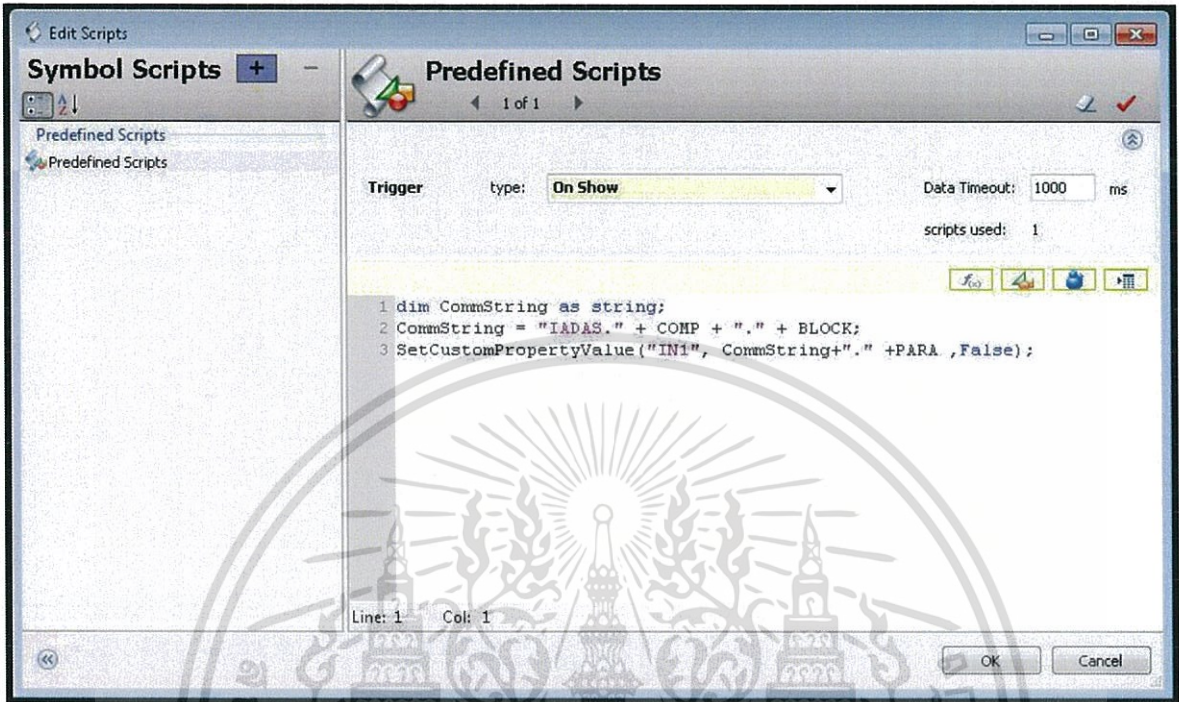 Edit Scripts
Symbol Scripts + -
Predefined Scripts
Predefined Scripts
Predefined Scripts
1 of 1
Trigger type: On Show Data Timeout: 1000 ms
scripts used: 1
f(x)
1 dim CommString as string;
2 CommString = "IADAS." + COMP + "." + BLOCK;
3 SetCustomPropertyValue("IN1", CommString+"." +PARA ,False);
Line: 1 Col: 1
OK Cancel